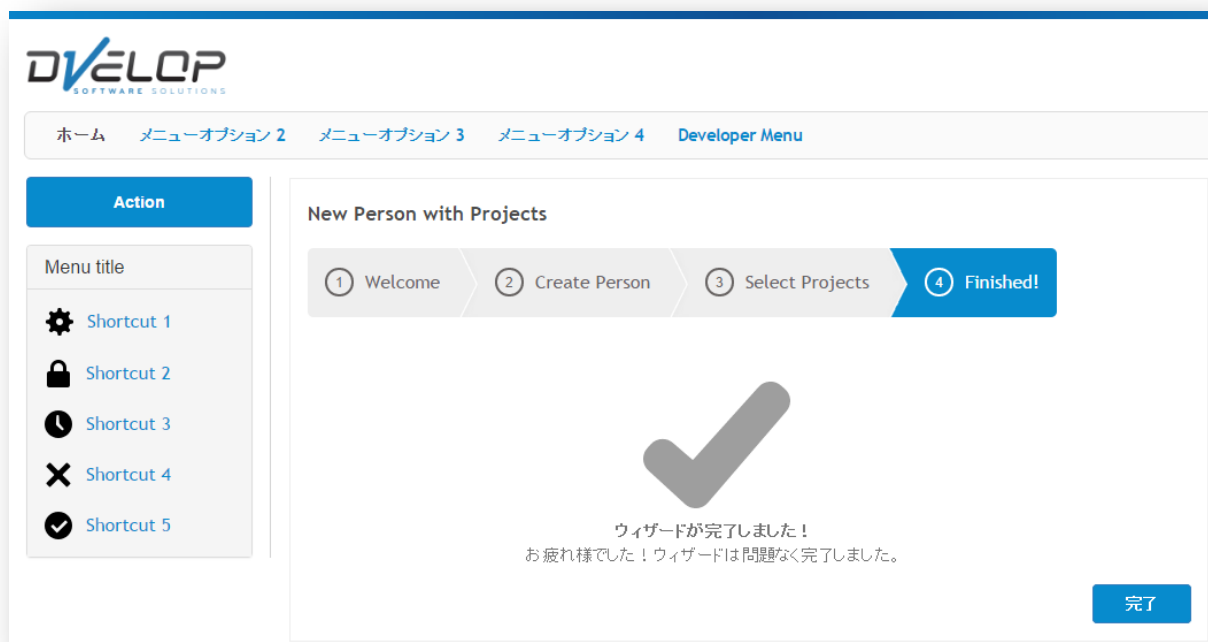 DVELOP
SOFTWARE SOLUTIONS
ホーム メニューオプション 2 メニューオプション 3 メニューオプション 4 Developer Menu
Action
Menu title
Shortcut 1
Shortcut 2
Shortcut 3
Shortcut 4
Shortcut 5
New Person with Projects
1 Welcome 2 Create Person 3 Select Projects 4 Finished!
ウィザードが完了しました！
お疲れ様でした！ウィザードは問題なく完了しました。
完了